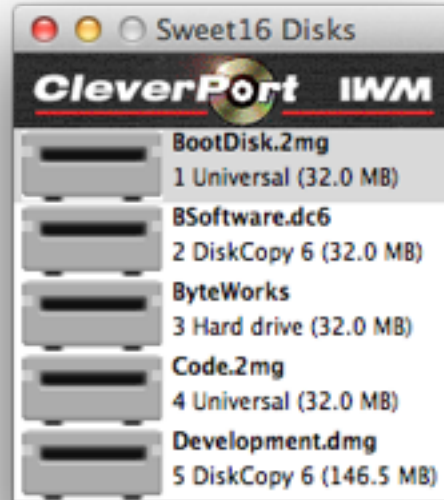 Sweet16 Disks
CleverPort IWM
BootDisk.2mg
1 Universal (32.0 MB)
BSoftware.dc6
2 DiskCopy 6 (32.0 MB)
ByteWorks
3 Hard drive (32.0 MB)
Code.2mg
4 Universal (32.0 MB)
Development.dmg
5 DiskCopy 6 (146.5 MB)